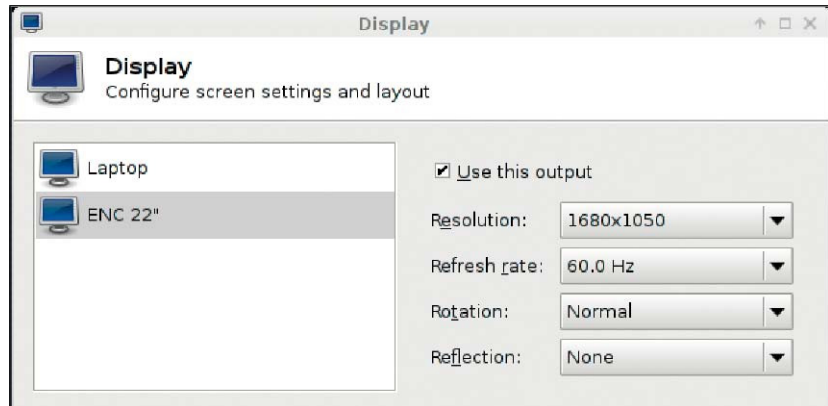 Display
Display
Configure screen settings and layout
Laptop
ENC 22"
Use this output
Resolution: 1680x1050
Refresh rate: 60.0 Hz
Rotation: Normal
Reflection: None